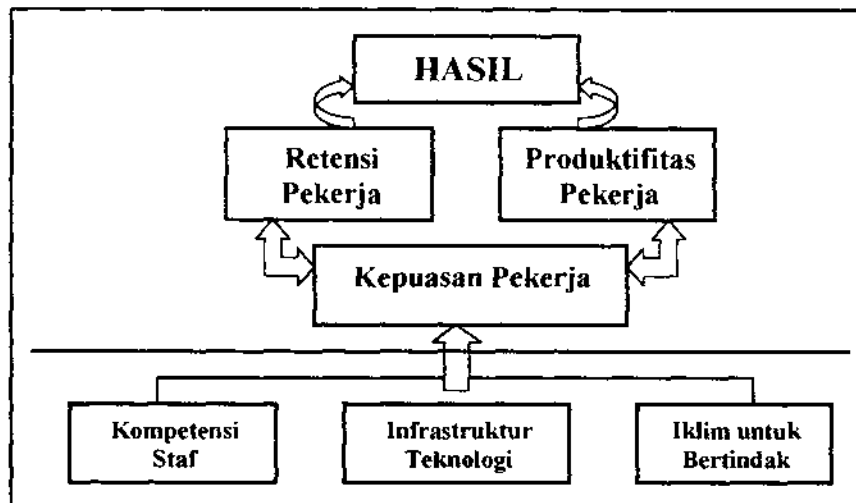 HASIL
Retensi
Pekerja
Produktifitas
Pekerja
Kepuasan Pekerja
Kompetensi
Staf
Infrastruktur
Teknologi
Iklim untuk
Bertindak